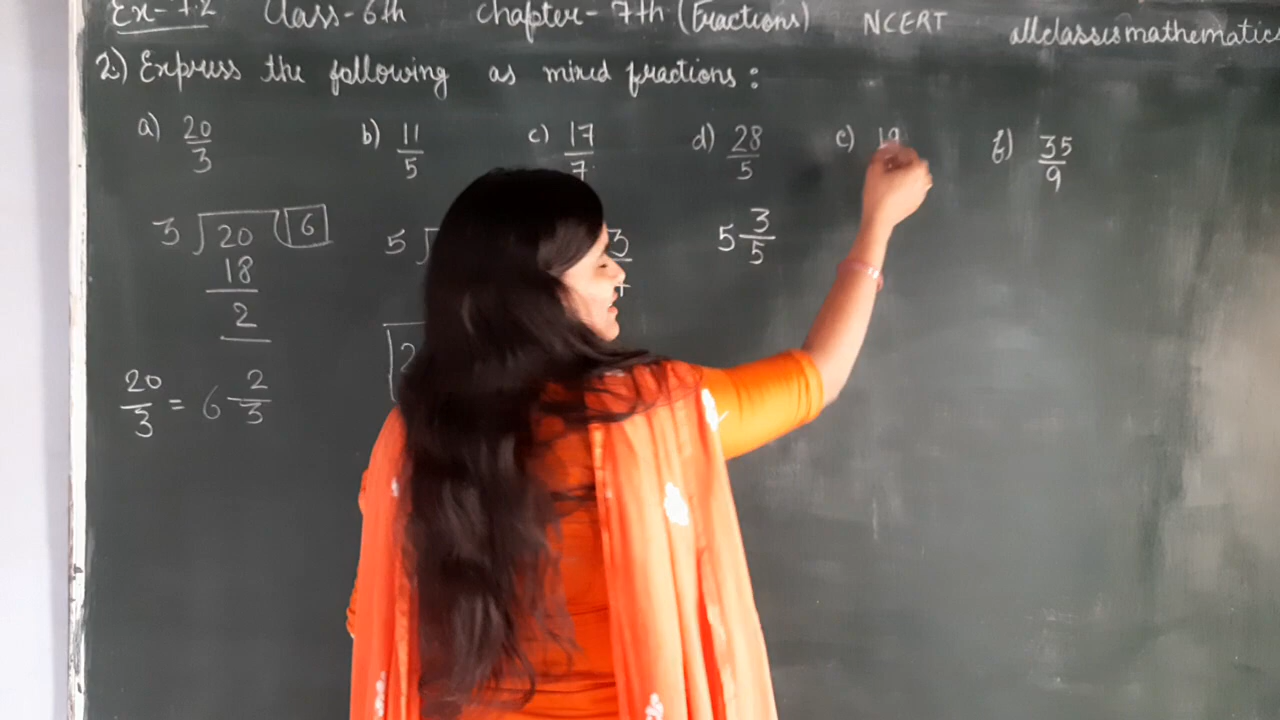 Ex-7.2 Class-6th Chapter-7th (Fractions) NCERT allclassesmathematics
2) Express the following as mixed fractions:
a) 20/3 b) 11/5 c) 17/7 d) 28/5 e) 19 f) 35/9
3 20 6
18
2
5
3
5 3/5
2
20/3 = 6 2/3